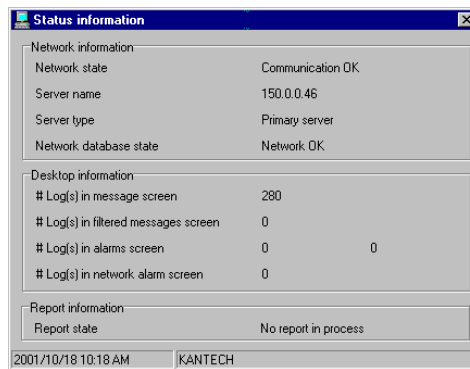 Status information
Network information
Network state Communication OK
Server name 150.0.0.46
Server type Primary server
Network database state Network OK
Desktop information
# Log(s) in message screen 280
# Log(s) in filtered messages screen 0
# Log(s) in alarms screen 0 0
# Log(s) in network alarm screen 0
Report information
Report state No report in process
2001/10/18 10:18 AM KANTECH